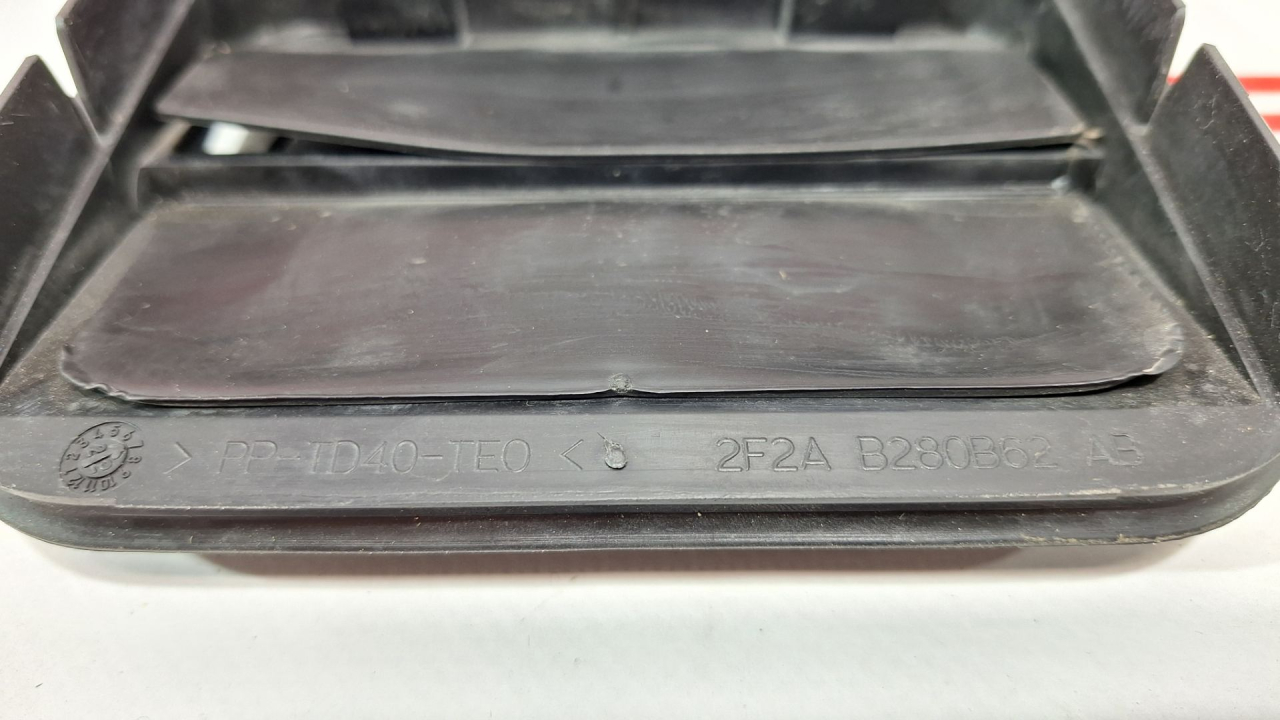 > PP-TD40-TEO < 2F2A B280B62 AB